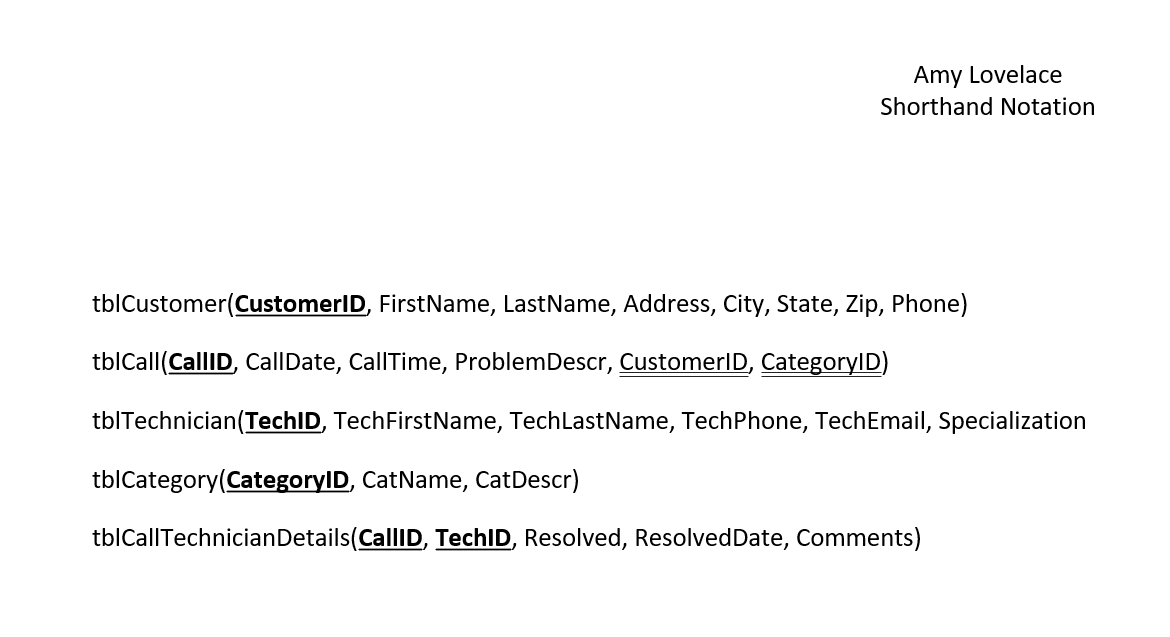 Amy Lovelace
Shorthand Notation
tblCustomer(CustomerID, FirstName, LastName, Address, City, State, Zip, Phone)
tblCall(CallID, CallDate, CallTime, ProblemDescr, CustomerID, CategoryID)
tblTechnician(TechID, TechFirstName, TechLastName, TechPhone, TechEmail, Specialization
tblCategory(CategoryID, CatName, CatDescr)
tblCallTechnicianDetails(CallID, TechID, Resolved, ResolvedDate, Comments)